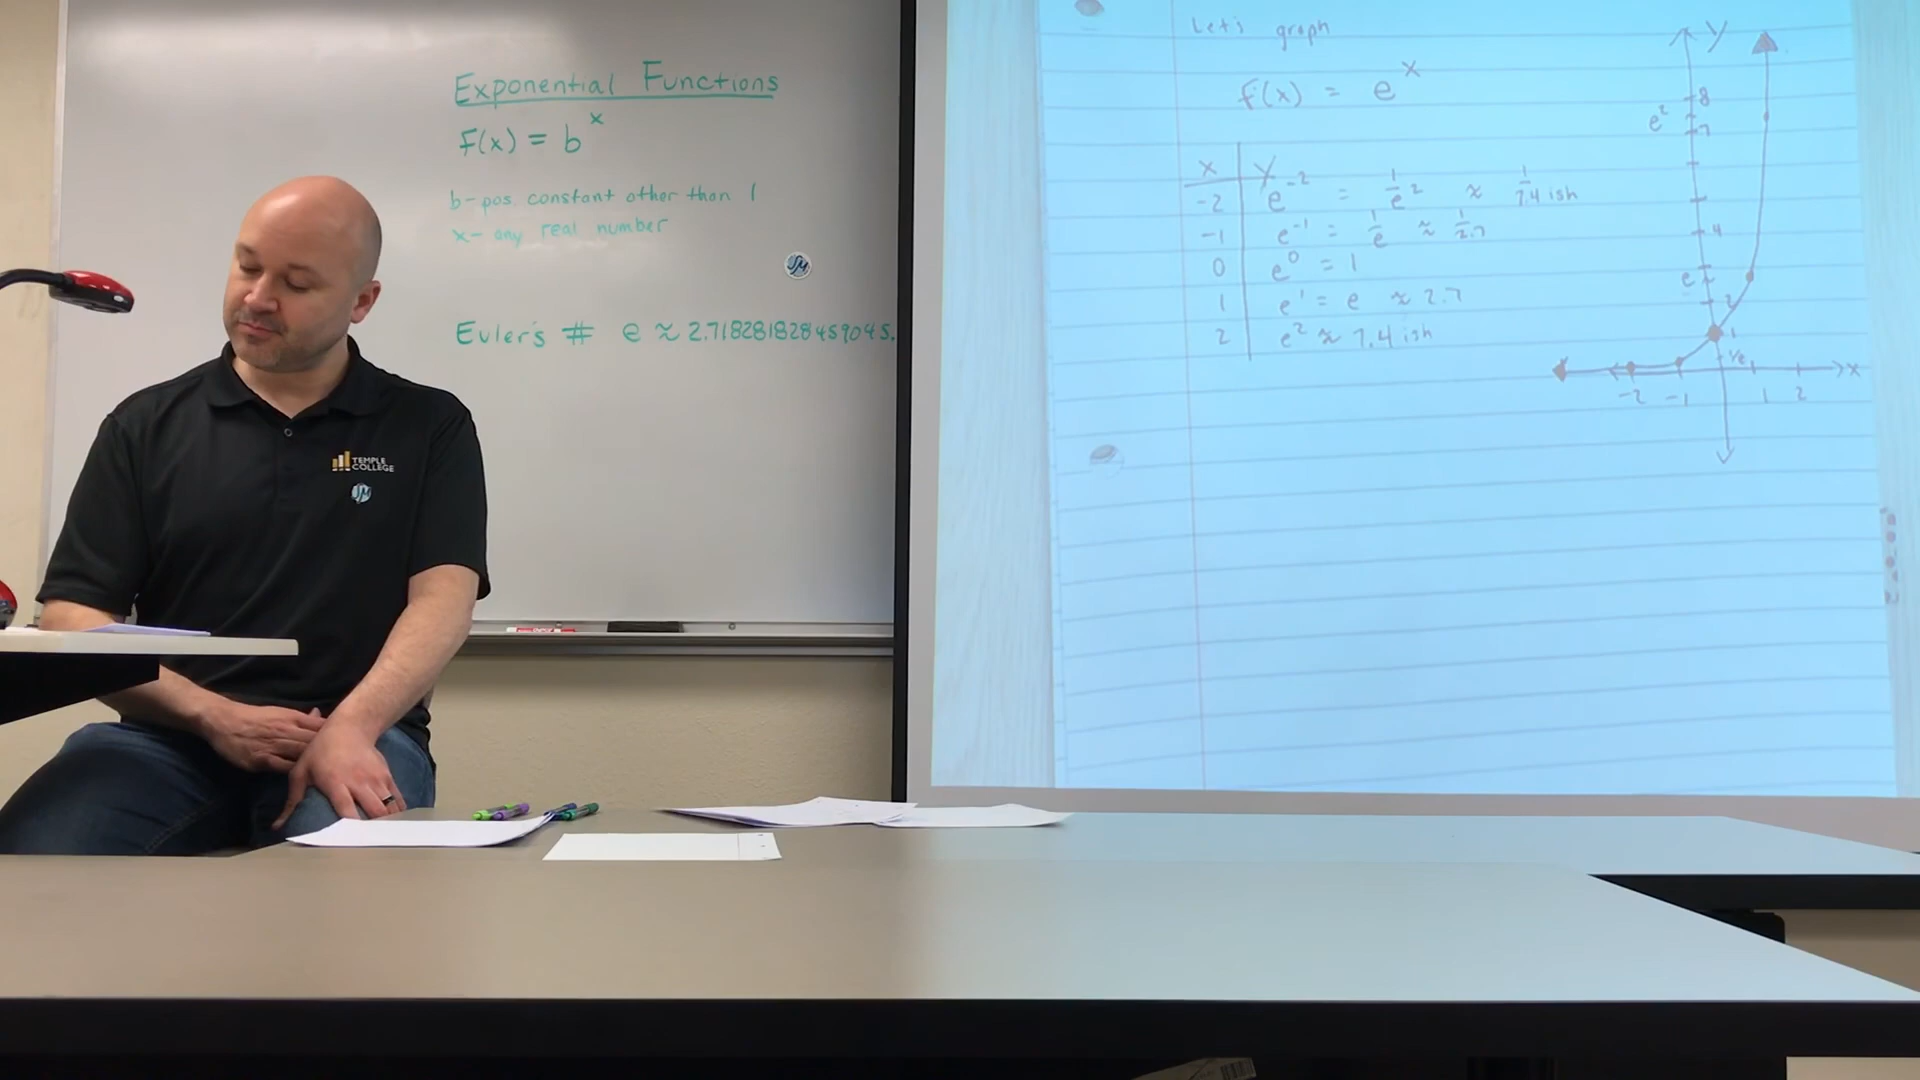 Exponential Functions
f(x) = b^x
b - pos. constant other than 1
x - any real number
Euler's # e ≈ 2.718281828459045.
TEMPLE
COLLEGE
JM
JM
Let's graph
f(x) = e^x
x | y
-2 | e^-2 = 1/e^2 ≈ 1/7.4 ish
-1 | e^-1 = 1/e ≈ 1/2.7
0 | e^0 = 1
1 | e^1 = e ≈ 2.7
2 | e^2 ≈ 7.4 ish
y
8
e^2
7
4
e
2
1
1/e
x
-2 -1 1 2